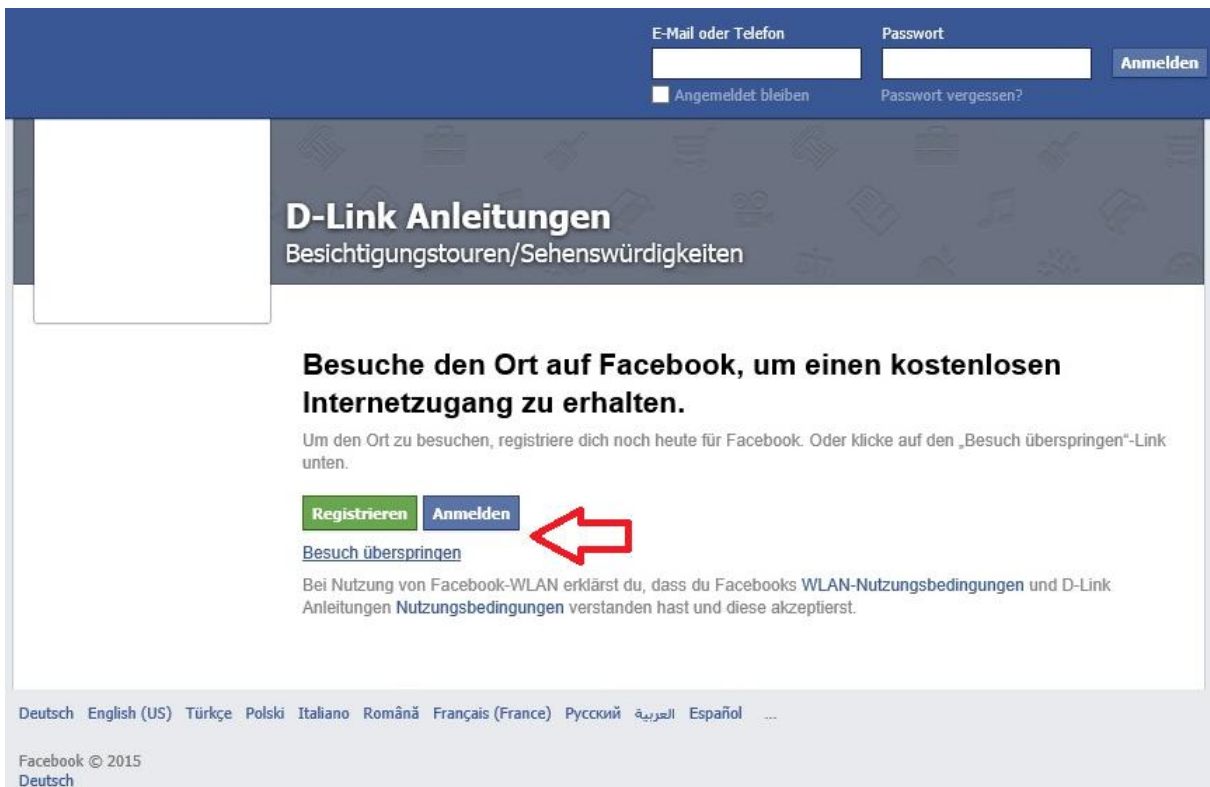 E-Mail oder Telefon Passwort
Anmelden
Angemeldet bleiben Passwort vergessen?
D-Link Anleitungen
Besichtigungstouren/Sehenswürdigkeiten
Besuche den Ort auf Facebook, um einen kostenlosen
Internetzugang zu erhalten.
Um den Ort zu besuchen, registriere dich noch heute für Facebook. Oder klicke auf den „Besuch überspringen“-Link
unten.
Registrieren Anmelden
Besuch überspringen
Bei Nutzung von Facebook-WLAN erklärst du, dass du Facebooks WLAN-Nutzungsbedingungen und D-Link
Anleitungen Nutzungsbedingungen verstanden hast und diese akzeptierst.
Deutsch English (US) Türkçe Polski Italiano Română Français (France) Русский العربية Español ...
Facebook © 2015
Deutsch